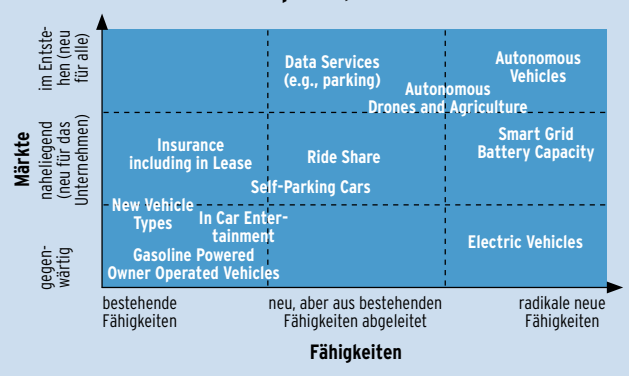 im Entste-
hen (neu
für alle)
Data Services
(e.g., parking)
Autonomous
Vehicles
Autonomous
Drones and Agriculture
Märkte
naheliegend
(neu für das
Unternehmen)
Insurance
including in Lease
Ride Share
Smart Grid
Battery Capacity
Self-Parking Cars
New Vehicle
Types
In Car Enter-
tainment
gegen-
wärtig
Gasoline Powered
Owner Operated Vehicles
Electric Vehicles
bestehende
Fähigkeiten
neu, aber aus bestehenden
Fähigkeiten abgeleitet
radikale neue
Fähigkeiten
Fähigkeiten